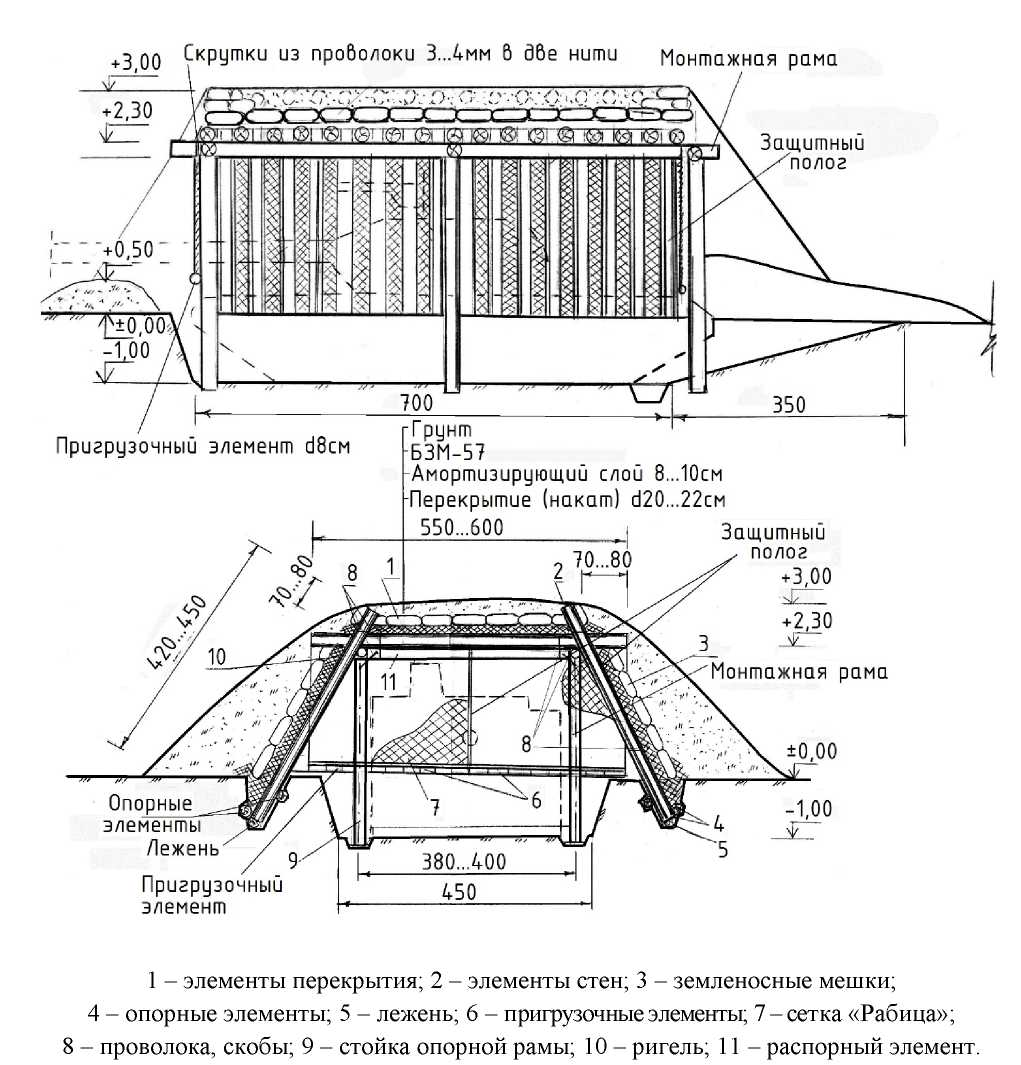 Скрутки из проволоки 3...4мм в две нити
Монтажная рама
+3,00
+2,30
Защитный
полог
+0,50
±0,00
-1,00
700
350
Пригрузочный элемент d8см
Грунт
БЗМ-57
Амортизирующий слой 8...10см
Перекрытие (накат) d20...22см
550...600
Защитный
полог
70...80
8
1
2
70...80
+3,00
+2,30
420...450
10
11
3
Монтажная рама
8
±0,00
Опорные
элементы
7
6
-1,00
4
Лежень
9
5
380...400
Пригрузочный
элемент
450
1 – элементы перекрытия; 2 – элементы стен; 3 – земленосные мешки;
4 – опорные элементы; 5 – лежень; 6 – пригрузочные элементы; 7 – сетка «Рабица»;
8 – проволока, скобы; 9 – стойка опорной рамы; 10 – ригель; 11 – распорный элемент.